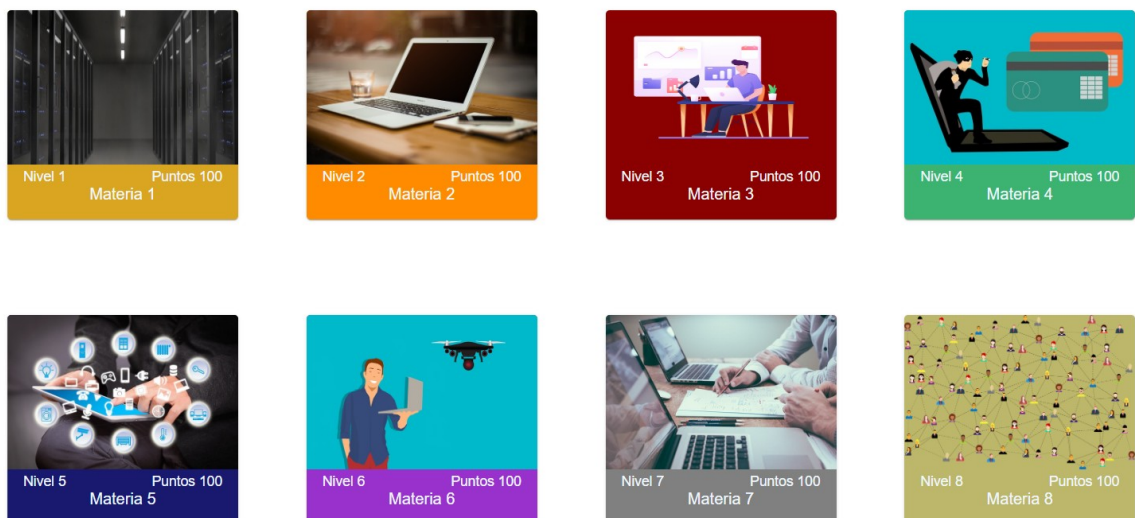 Nivel 1 Puntos 100
Materia 1
Nivel 2 Puntos 100
Materia 2
Nivel 3 Puntos 100
Materia 3
Nivel 4 Puntos 100
Materia 4
Nivel 5 Puntos 100
Materia 5
Nivel 6 Puntos 100
Materia 6
Nivel 7 Puntos 100
Materia 7
Nivel 8 Puntos 100
Materia 8